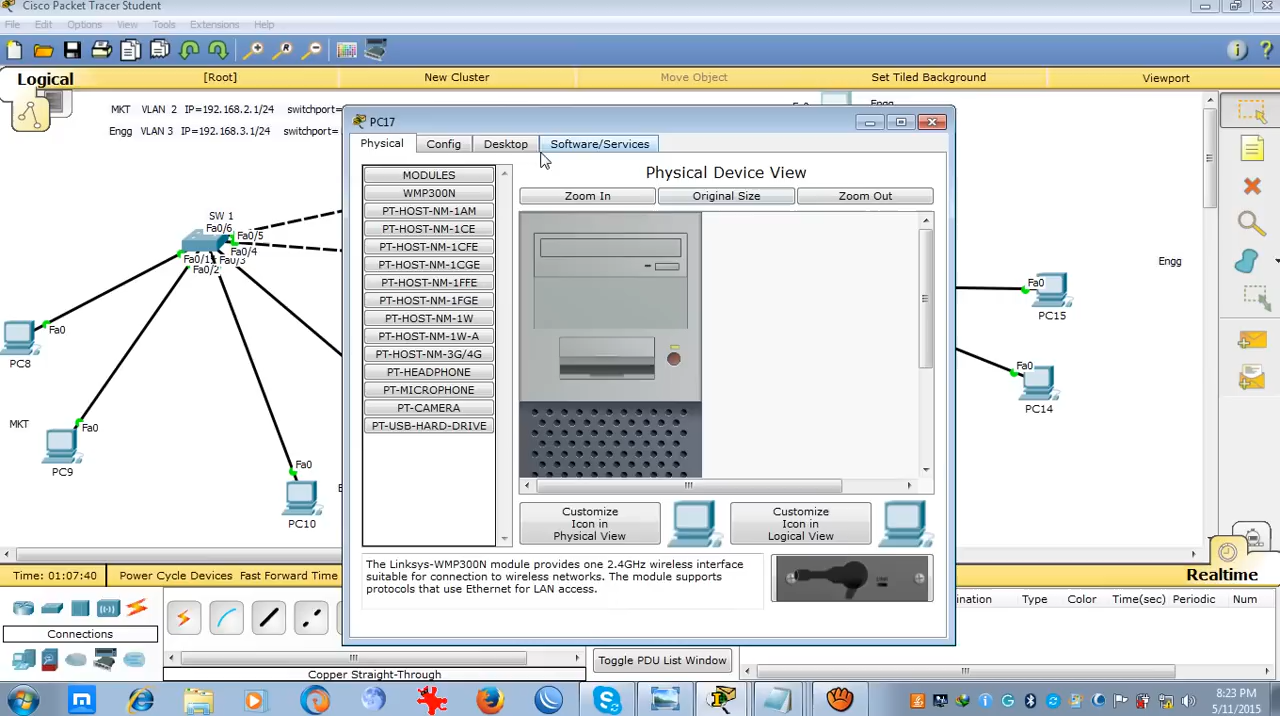 Cisco Packet Tracer Student
File Edit Options View Tools Extensions Help
Logical [Root] New Cluster Move Object Set Tiled Background Viewport
MKT VLAN 2 IP=192.168.2.1/24 switchport=
Engg VLAN 3 IP=192.168.3.1/24 switchport=
Engg
PC17
Physical Config Desktop Software/Services
MODULES
WMP300N
PT-HOST-NM-1AM
PT-HOST-NM-1CE
PT-HOST-NM-1CFE
PT-HOST-NM-1CGE
PT-HOST-NM-1FFE
PT-HOST-NM-1FGE
PT-HOST-NM-1W
PT-HOST-NM-1W-A
PT-HOST-NM-3G/4G
PT-HEADPHONE
PT-MICROPHONE
PT-CAMERA
PT-USB-HARD-DRIVE
Physical Device View
Zoom In Original Size Zoom Out
Customize
Icon in
Physical View
Customize
Icon in
Logical View
The Linksys-WMP300N module provides one 2.4GHz wireless interface
suitable for connection to wireless networks. The module supports
protocols that use Ethernet for LAN access.
SW 1
Fa0/6
Fa0/5
Fa0/4
Fa0/1 Fa0/3
Fa0/2
Fa0
PC8
MKT
Fa0
PC9
Fa0
PC10
Engg
Fa0
PC15
Fa0
PC14
Time: 01:07:40 Power Cycle Devices Fast Forward Time
Realtime
Connections
Copper Straight-Through
Toggle PDU List Window
ination Type Color Time(sec) Periodic Num
8:23 PM
5/11/2015